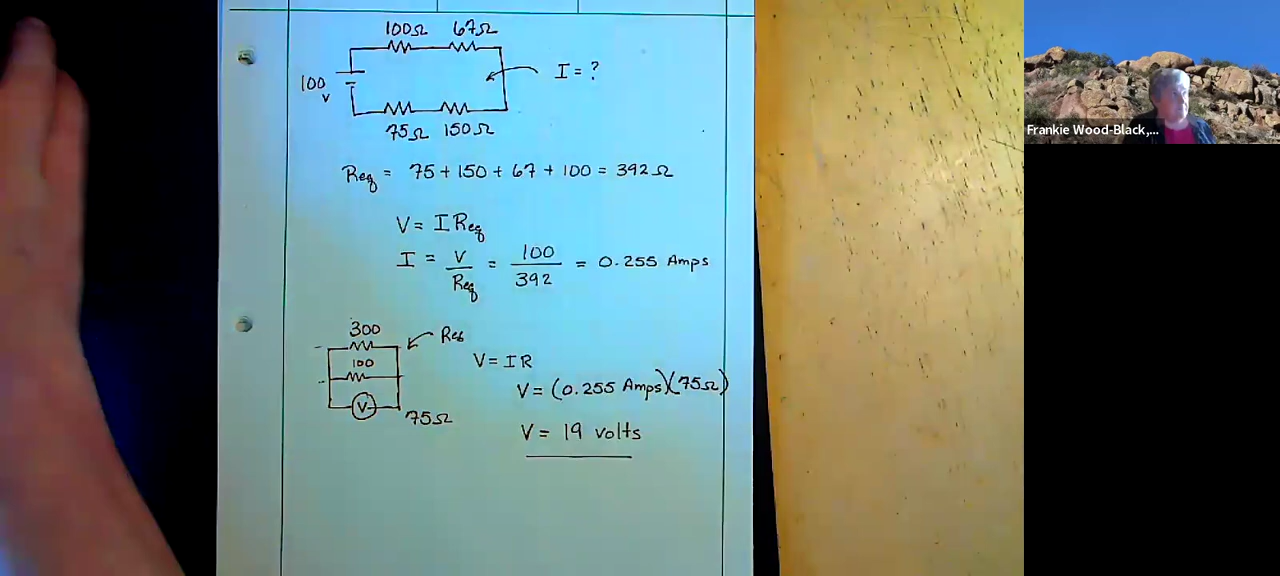 100Ω 67Ω
100
V
I = ?
75Ω 150Ω
Req = 75 + 150 + 67 + 100 = 392 Ω
V = I Req
I = V / Req = 100 / 392 = 0.255 Amps
300
Req
100
V = I R
V = (0.255 Amps)(75Ω)
V
75Ω
V = 19 volts
Frankie Wood-Black,...